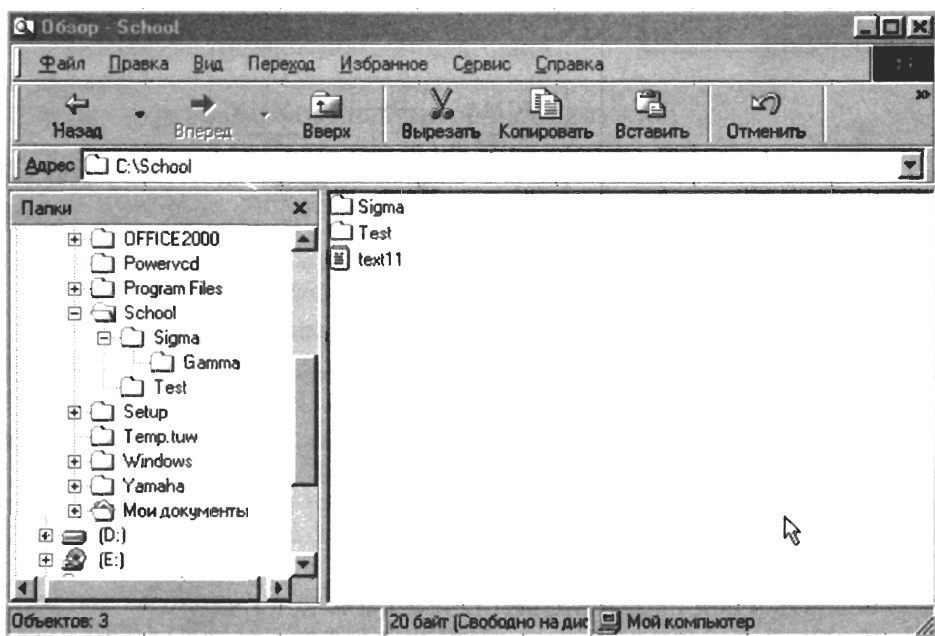 Обзор - School
Файл Правка Вид Переход Избранное Сервис Справка
Назад Вперед Вверх Вырезать Копировать Вставить Отменить »
Адрес C:\School
Папки
OFFICE2000
Powervcd
Program Files
School
Sigma
Gamma
Test
Setup
Temp.tuw
Windows
Yamaha
Мои документы
(D:)
(E:)
Sigma
Test
text11
Объектов: 3 20 байт (Свободно на дис Мой компьютер